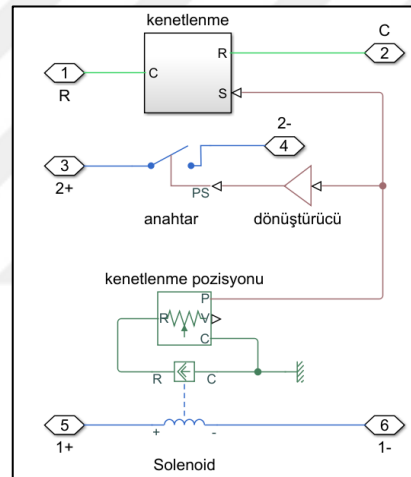 kenetlenme
C
R
1
C
2
R
S
2-
3
4
2+
PS
anahtar
dönüştürücü
kenetlenme pozisyonu
P
R
V
C
R
C
5
+
-
6
1+
1-
Solenoid